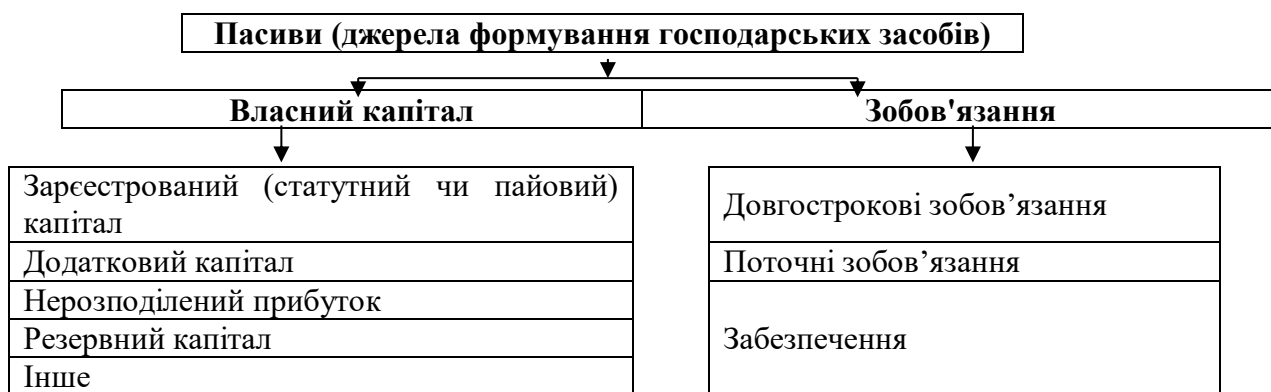 Пасиви (джерела формування господарських засобів)
Власний капітал
Зобов'язання
Зарєестрований (статутний чи пайовий)
капітал
Додатковий капітал
Нерозподілений прибуток
Резервний капітал
Інше
Довгострокові зобов’язання
Поточні зобов’язання
Забезпечення